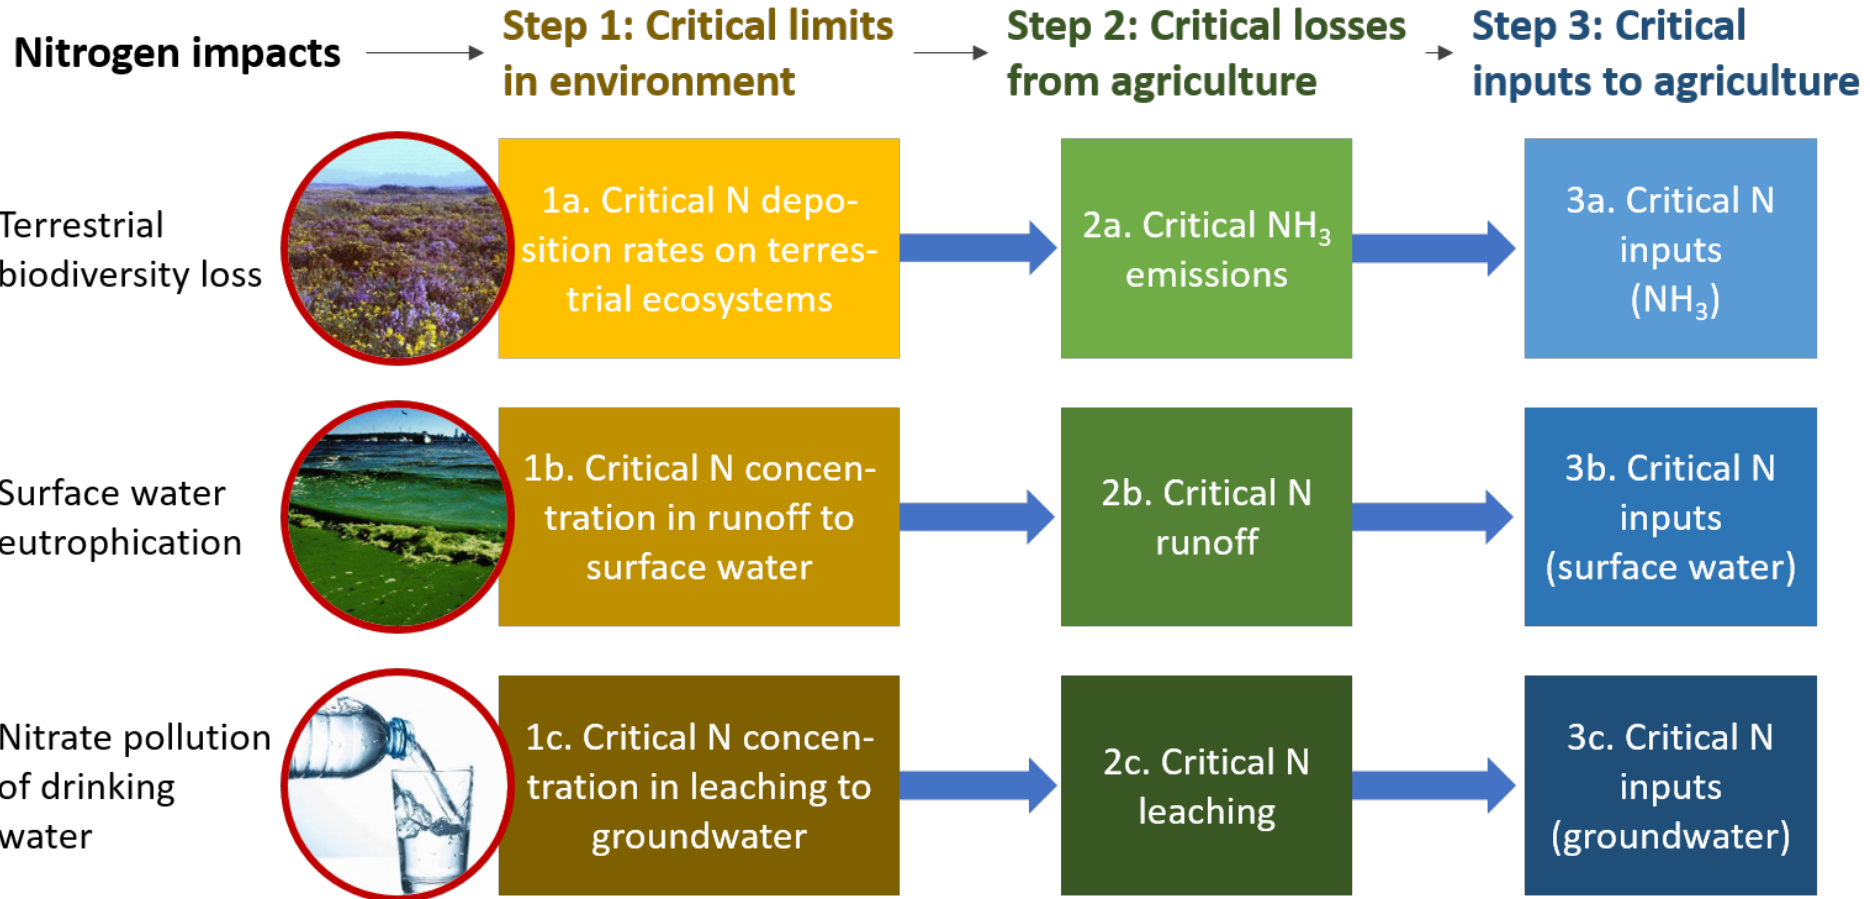 Nitrogen impacts
Step 1: Critical limits
in environment
Step 2: Critical losses
from agriculture
Step 3: Critical
inputs to agriculture
Terrestrial
biodiversity loss
1a. Critical N depo-
sition rates on terres-
trial ecosystems
2a. Critical NH₃
emissions
3a. Critical N
inputs
(NH₃)
Surface water
eutrophication
1b. Critical N concen-
tration in runoff to
surface water
2b. Critical N
runoff
3b. Critical N
inputs
(surface water)
Nitrate pollution
of drinking
water
1c. Critical N concen-
tration in leaching to
groundwater
2c. Critical N
leaching
3c. Critical N
inputs
(groundwater)